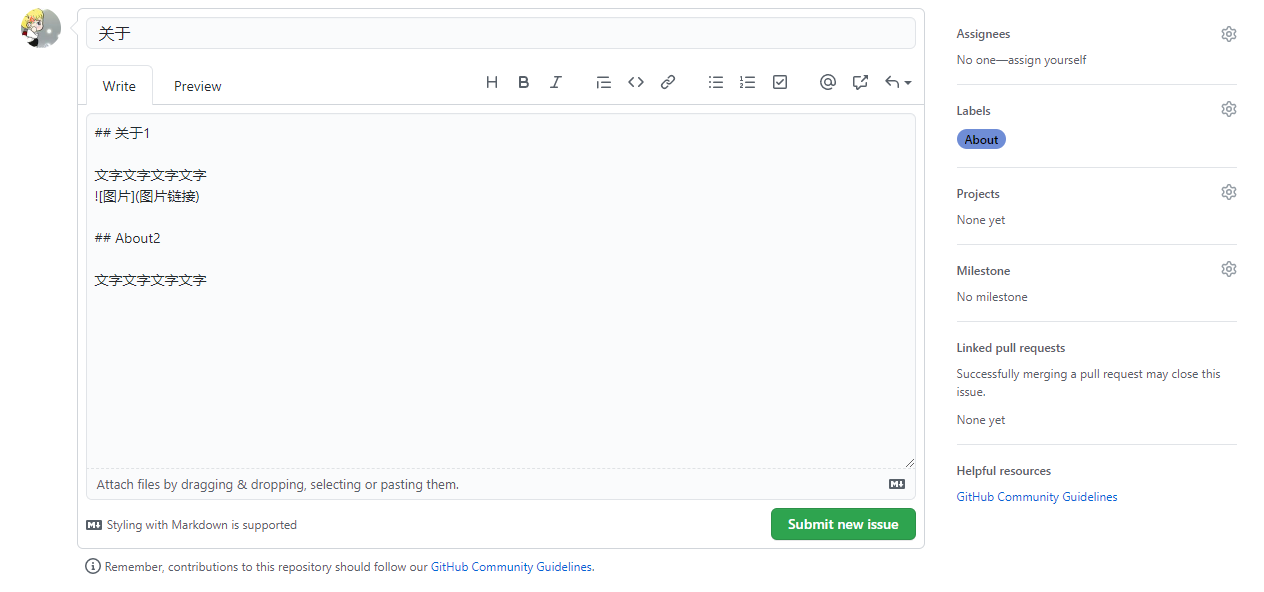 关于
Write
Preview
## 关于1
文字文字文字文字
![图片](图片链接)
## About2
文字文字文字文字
Attach files by dragging & dropping, selecting or pasting them.
Styling with Markdown is supported
Submit new issue
Remember, contributions to this repository should follow our GitHub Community Guidelines.
Assignees
No one—assign yourself
Labels
About
Projects
None yet
Milestone
No milestone
Linked pull requests
Successfully merging a pull request may close this
issue.
None yet
Helpful resources
GitHub Community Guidelines